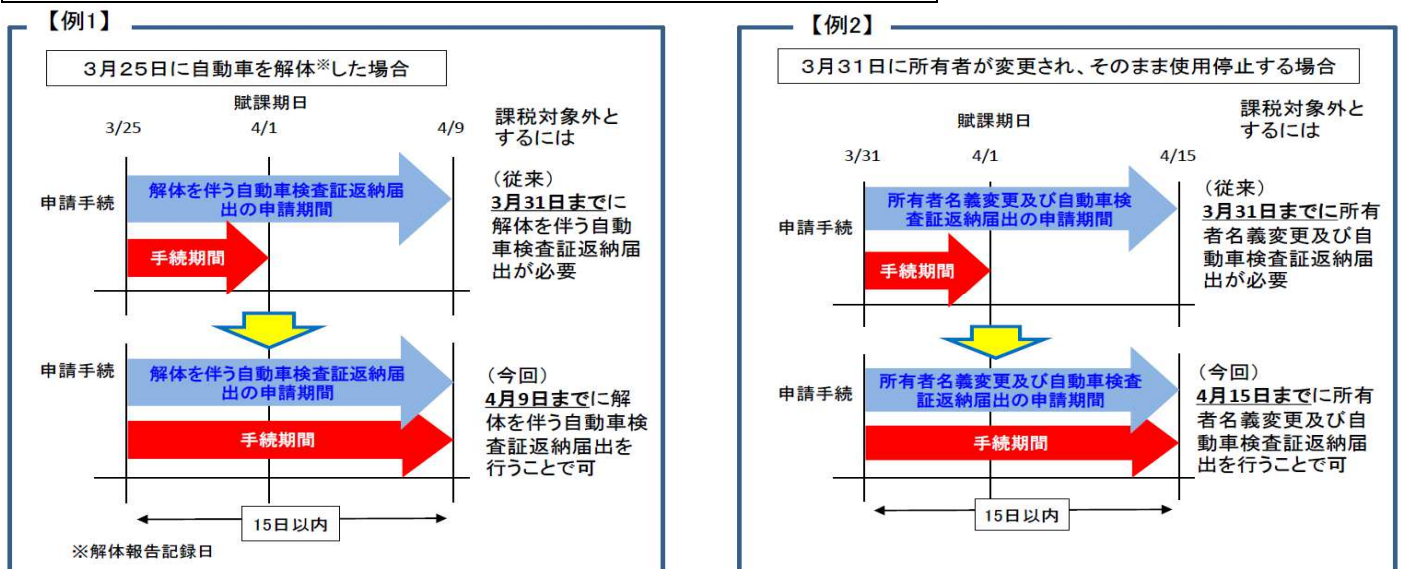 【例1】
3月25日に自動車を解体※した場合
賦課期日
3/25
4/1
4/9
課税対象外と
するには
申請手続
解体を伴う自動車検査証返納届
出の申請期間
手続期間
（従来）
3月31日までに
解体を伴う自動
車検査証返納届
出が必要
申請手続
解体を伴う自動車検査証返納届
出の申請期間
手続期間
（今回）
4月9日までに解
体を伴う自動車検
査証返納届出を
行うことで可
15日以内
※解体報告記録日
【例2】
3月31日に所有者が変更され、そのまま使用停止する場合
賦課期日
3/31
4/1
4/15
課税対象外と
するには
申請手続
所有者名義変更及び自動車検
査証返納届出の申請期間
手続期間
（従来）
3月31日までに所有
者名義変更及び自
動車検査証返納届
出が必要
申請手続
所有者名義変更及び自動車検査
証返納届出の申請期間
手続期間
（今回）
4月15日までに所有
者名義変更及び自
動車検査証返納届
出を行うことで可
15日以内